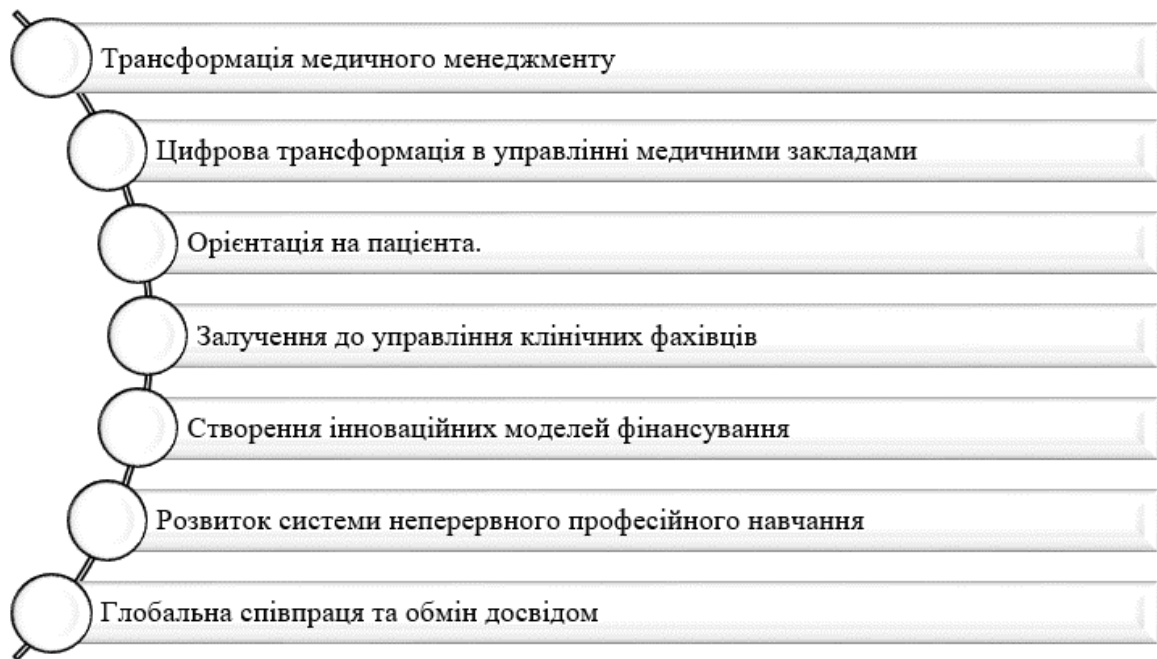 Трансформація медичного менеджменту
Цифрова трансформація в управлінні медичними закладами
Орієнтація на пацієнта.
Залучення до управління клінічних фахівців
Створення інноваційних моделей фінансування
Розвиток системи неперервного професійного навчання
Глобальна співпраця та обмін досвідом